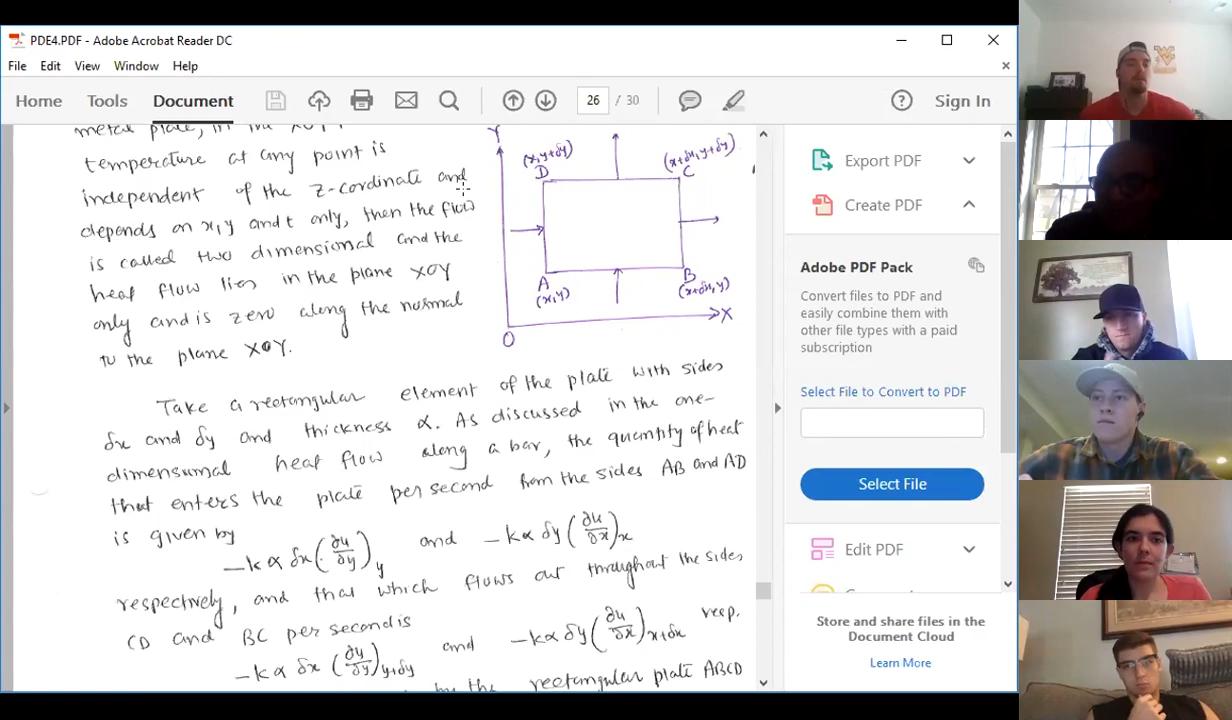 PDE4.PDF - Adobe Acrobat Reader DC
File Edit View Window Help
Home Tools Document 26 / 30 Sign In
metal plate, in the XOY
temperature at any point is
independent of the z-cordinate and
depends on x, y and t only, then the flow
is called two dimensional and the
heat flow lies in the plane XOY
only and is zero along the normal
to the plane XOY.
Y
(x, y+δy)
D
(x+δx, y+δy)
C
A
(x, y)
B
(x+δx, y)
X
O
Take a rectangular element of the plate with sides
δx and δy and thickness α. As discussed in the one-
dimensional heat flow along a bar, the quantity of heat
that enters the plate per second from the sides AB and AD
is given by
-kα δx (∂u/∂y)y and -kα δy (∂u/∂x)x
respectively, and that which flows out throughout the sides
CD and BC per second is
-kα δx (∂y/∂y)y+δy and -kα δy (∂u/∂x)x+δx resp.
by the rectangular plate ABCD
Export PDF
Create PDF
Adobe PDF Pack
Convert files to PDF and
easily combine them with
other file types with a paid
subscription
Select File to Convert to PDF
Select File
Edit PDF
Store and share files in the
Document Cloud
Learn More